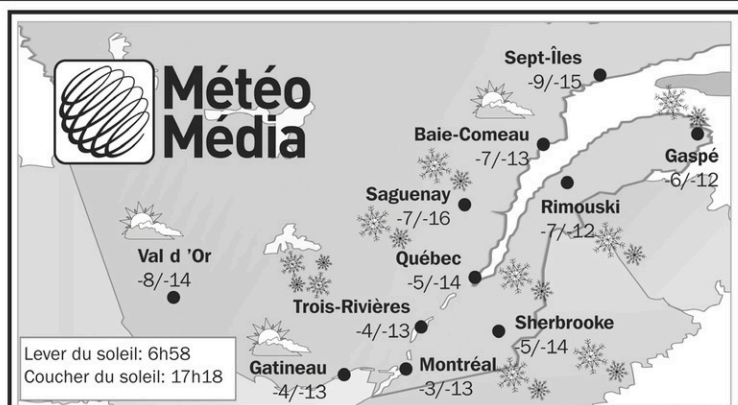 Météo
Média
Sept-Îles
-9/-15
Baie-Comeau
-7/-13
Gaspé
-6/-12
Saguenay
-7/-16
Rimouski
-7/-12
Val d 'Or
-8/-14
Québec
-5/-14
Trois-Rivières
-4/-13
Sherbrooke
-5/-14
Lever du soleil: 6h58
Coucher du soleil: 17h18
Gatineau
-4/-13
Montréal
-3/-13